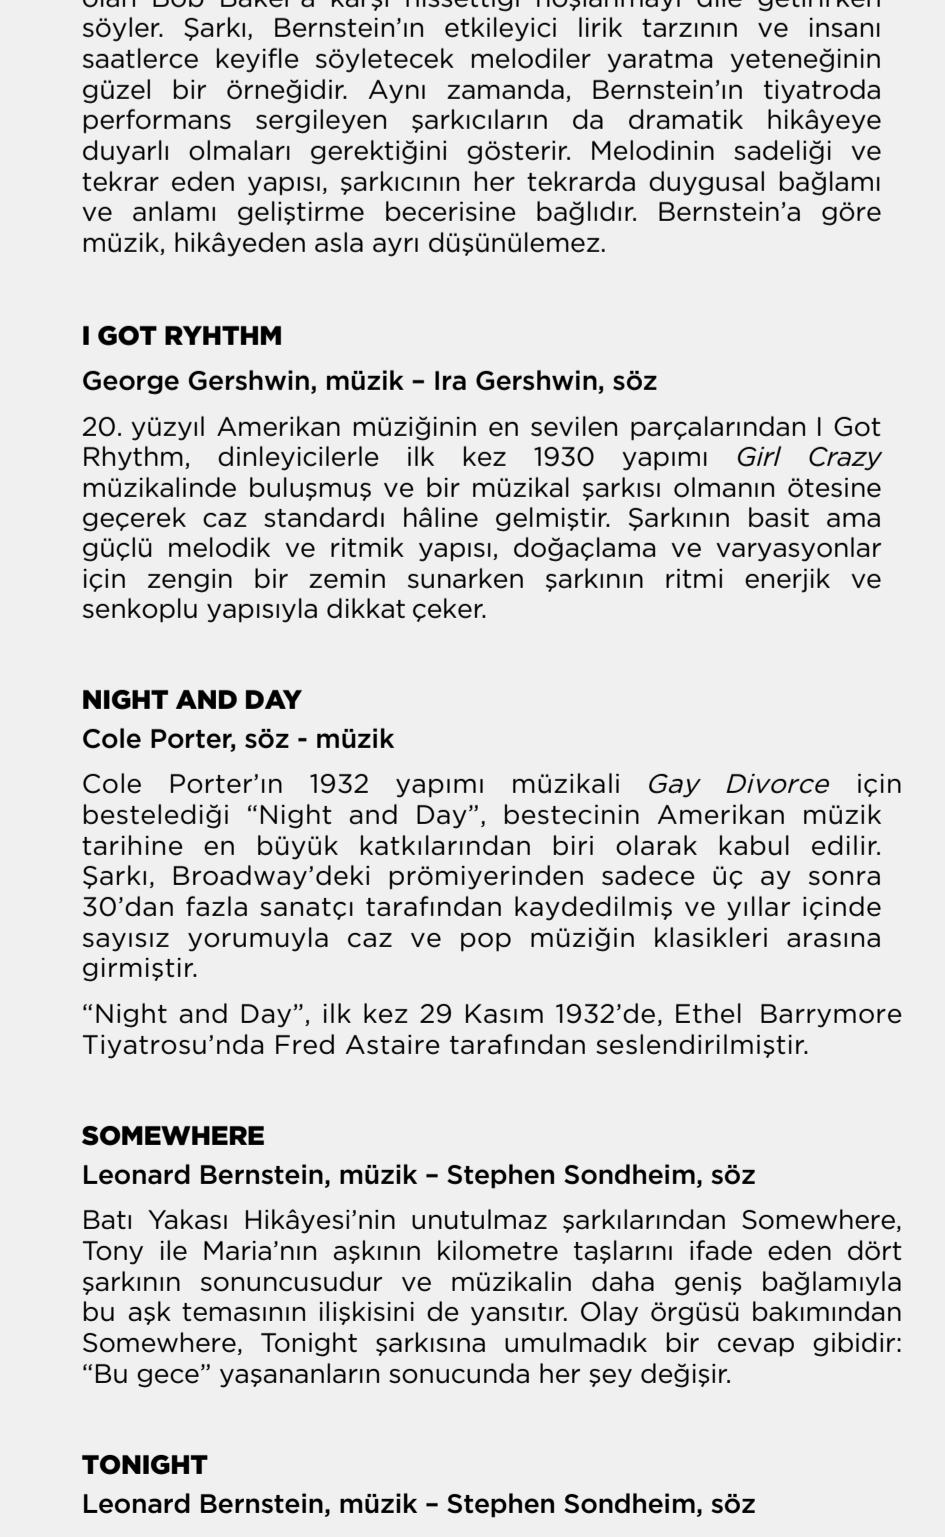 olan Bob Baker’a karşı hissettiği hoşlanmayı dile getirirken
söyler. Şarkı, Bernstein’ın etkileyici lirik tarzının ve insanı
saatlerce keyifle söyletecek melodiler yaratma yeteneğinin
güzel bir örneğidir. Aynı zamanda, Bernstein’ın tiyatroda
performans sergileyen şarkıcıların da dramatik hikâyeye
duyarlı olmaları gerektiğini gösterir. Melodinin sadeliği ve
tekrar eden yapısı, şarkıcının her tekrarda duygusal bağlamı
ve anlamı geliştirme becerisine bağlıdır. Bernstein’a göre
müzik, hikâyeden asla ayrı düşünülemez.
I GOT RYHTHM
George Gershwin, müzik – Ira Gershwin, söz
20. yüzyıl Amerikan müziğinin en sevilen parçalarından I Got
Rhythm, dinleyicilerle ilk kez 1930 yapımı Girl Crazy
müzikalinde buluşmuş ve bir müzikal şarkısı olmanın ötesine
geçerek caz standardı hâline gelmiştir. Şarkının basit ama
güçlü melodik ve ritmik yapısı, doğaçlama ve varyasyonlar
için zengin bir zemin sunarken şarkının ritmi enerjik ve
senkoplu yapısıyla dikkat çeker.
NIGHT AND DAY
Cole Porter, söz - müzik
Cole Porter’ın 1932 yapımı müzikali Gay Divorce için
bestelediği “Night and Day”, bestecinin Amerikan müzik
tarihine en büyük katkılarından biri olarak kabul edilir.
Şarkı, Broadway’deki prömiyerinden sadece üç ay sonra
30’dan fazla sanatçı tarafından kaydedilmiş ve yıllar içinde
sayısız yorumuyla caz ve pop müziğin klasikleri arasına
girmiştir.
“Night and Day”, ilk kez 29 Kasım 1932’de, Ethel Barrymore
Tiyatrosu’nda Fred Astaire tarafından seslendirilmiştir.
SOMEWHERE
Leonard Bernstein, müzik – Stephen Sondheim, söz
Batı Yakası Hikâyesi’nin unutulmaz şarkılarından Somewhere,
Tony ile Maria’nın aşkının kilometre taşlarını ifade eden dört
şarkının sonuncusudur ve müzikalin daha geniş bağlamıyla
bu aşk temasının ilişkisini de yansıtır. Olay örgüsü bakımından
Somewhere, Tonight şarkısına umulmadık bir cevap gibidir:
“Bu gece” yaşananların sonucunda her şey değişir.
TONIGHT
Leonard Bernstein, müzik – Stephen Sondheim, söz